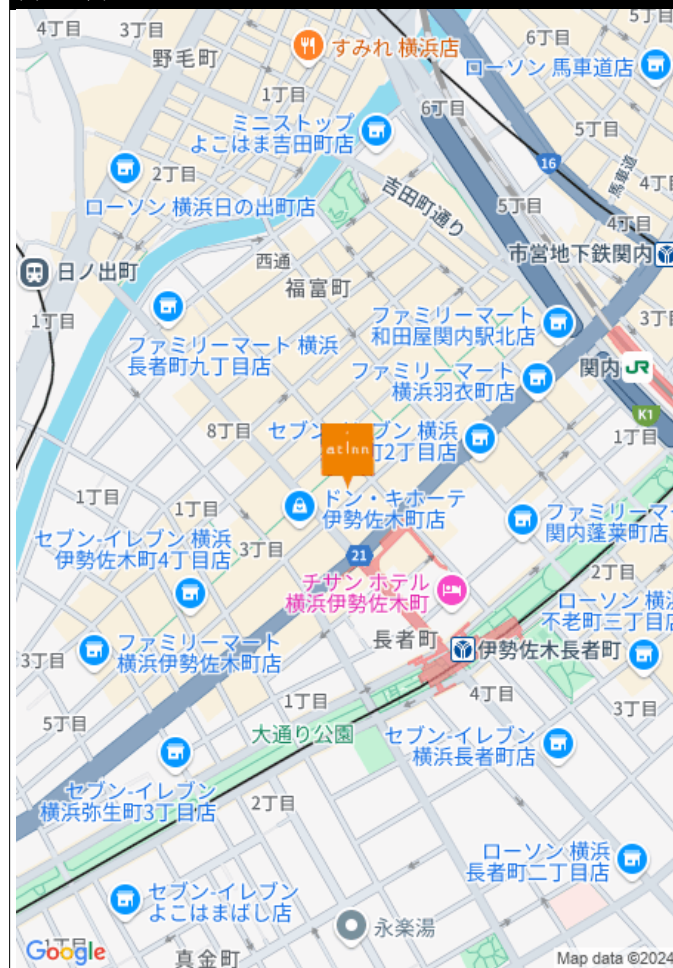 5丁目
4丁目
3丁目
野毛町
すみれ 横浜店
6丁目
ローソン 馬車道店
1丁目
6丁目
ミニストップ
よこはま吉田町店
5丁目
16
馬車道
4丁
2丁目
吉田町通り
ローソン 横浜日の出町店
5丁目
4丁目
西通
市営地下鉄関内
日ノ出町
福富町
ファミリーマート
和田屋関内駅北店
3丁
1丁目
ファミリーマート 横浜
長者町九丁目店
関内
JR
ファミリーマート
横浜羽衣町店
K1
8丁目
セブン
ブン 横浜
町2丁目店
at inn
1丁目
1丁目
1丁目
ドン・キホーテ
伊勢佐木町店
ファミリーマ
関内蓬莱町店
セブン-イレブン 横浜
伊勢佐木町4丁目店
3丁目
21
2丁目
チサン ホテル
横浜伊勢佐木町
ローソン 横浜
不老町三丁目店
長者町
伊勢佐木長者町
3丁目
ファミリーマート
横浜伊勢佐木町店
4丁目
3丁目
1丁目
5丁目
大通り公園
セブン-イレブン
横浜長者町店
セブン-イレブン
横浜弥生町3丁目店
2丁目
ローソン 横浜
長者町二丁目店
セブン-イレブン
よこはまばし店
永楽湯
Google
丁目
真金町
Map data ©2024